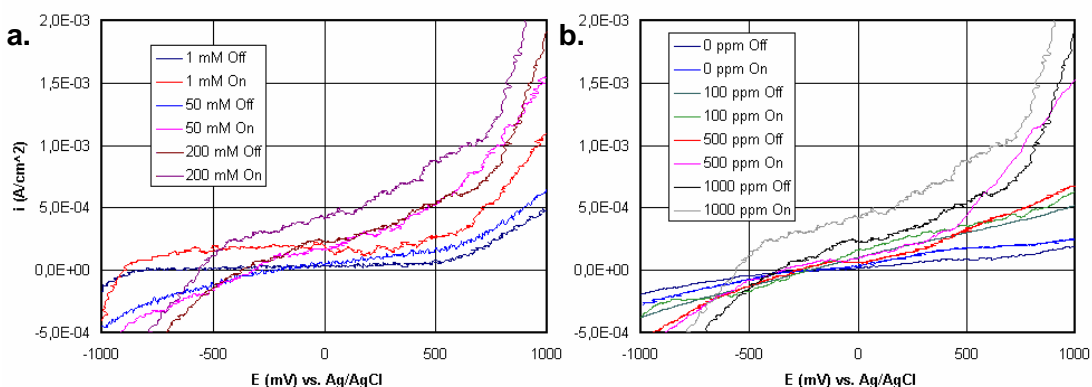 a.
i (A/cm^2)
2,0E-03
1,5E-03
1,0E-03
5,0E-04
0,0E+00
-5,0E-04
1 mM Off
1 mM On
50 mM Off
50 mM On
200 mM Off
200 mM On
-1000 -500 0 500 1000
E (mV) vs. Ag/AgCl
b.
2,0E-03
1,5E-03
1,0E-03
5,0E-04
0,0E+00
-5,0E-04
0 ppm Off
0 ppm On
100 ppm Off
100 ppm On
500 ppm Off
500 ppm On
1000 ppm Off
1000 ppm On
-1000 -500 0 500 1000
E (mV) vs. Ag/AgCl